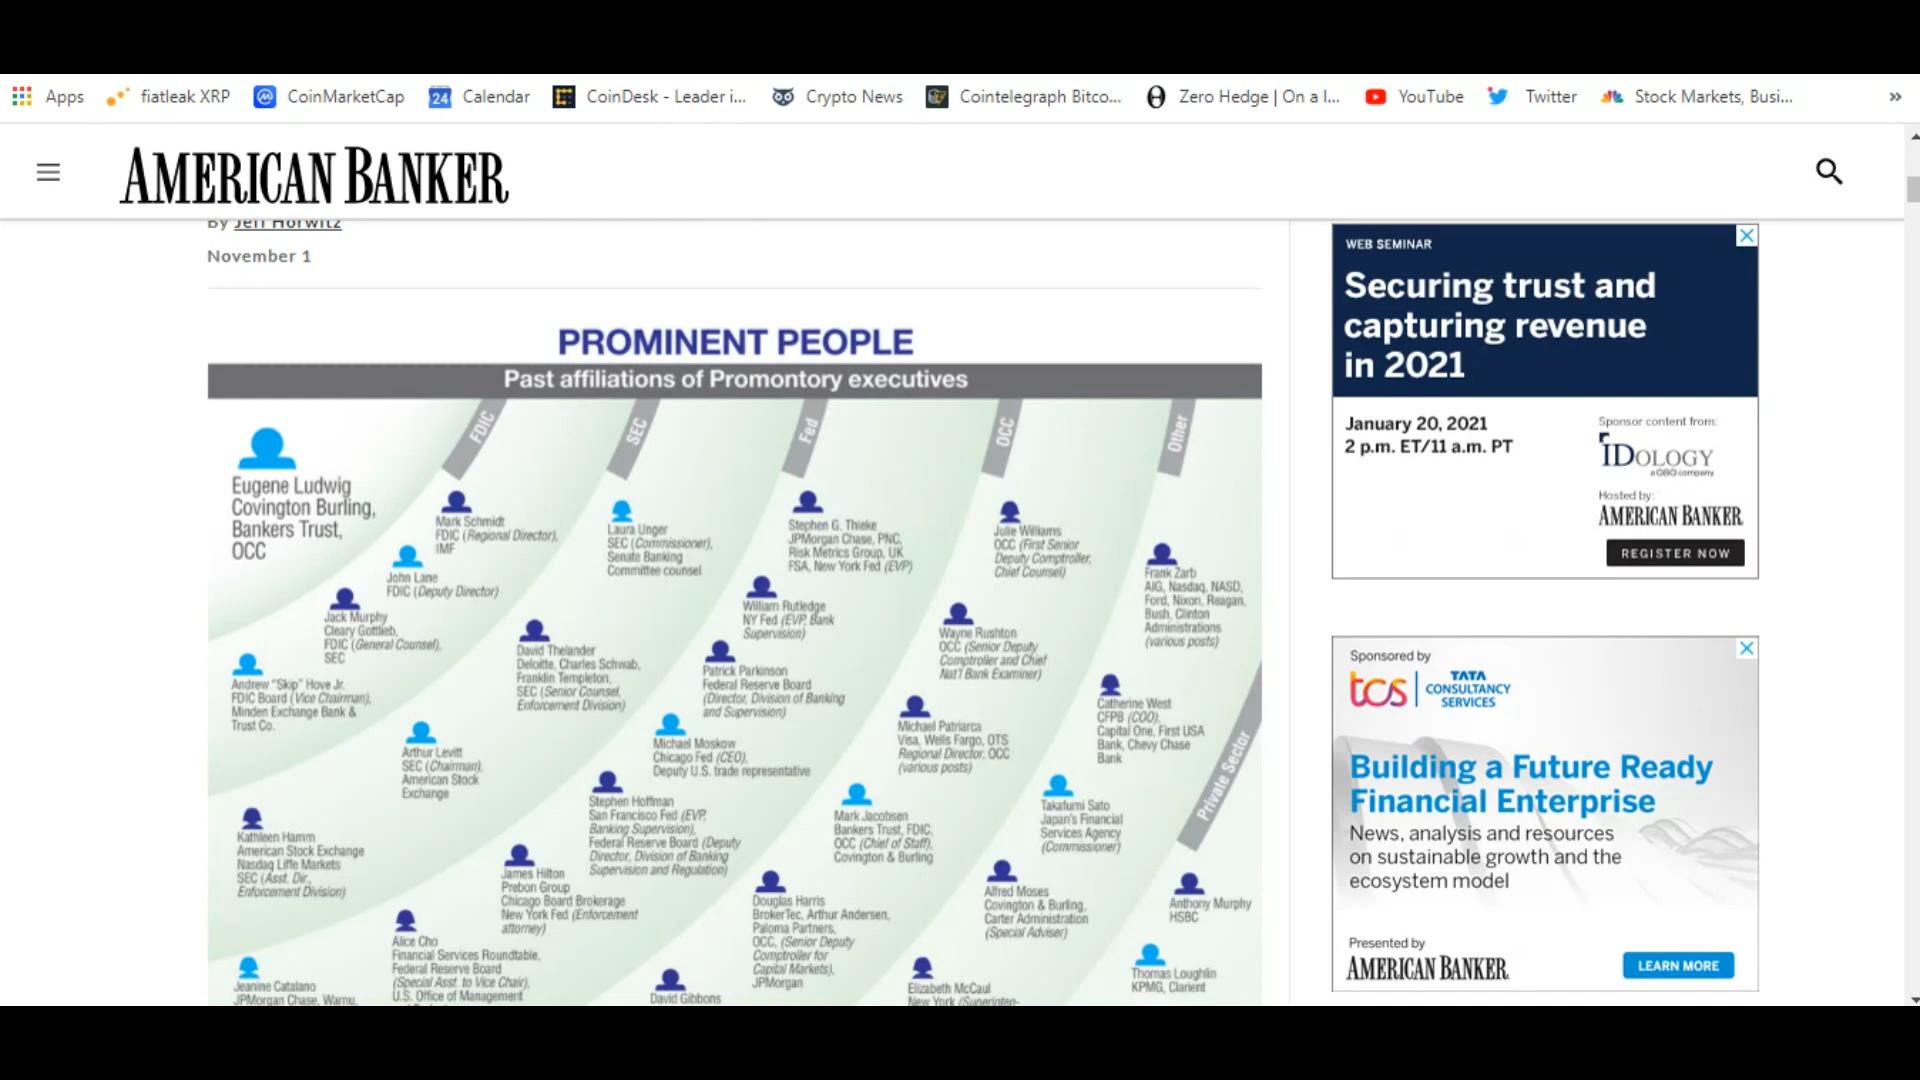 Apps
fiatleak XRP
CoinMarketCap
24
Calendar
CoinDesk - Leader i...
Crypto News
Cointelegraph Bitco...
Zero Hedge | On a l...
YouTube
Twitter
Stock Markets, Busi...
»
AMERICAN BANKER
By Jeff Horwitz
November 1
PROMINENT PEOPLE
Past affiliations of Promontory executives
FDIC
SEC
Fed
OCC
Other
Private Sector
Eugene Ludwig
Covington Burling,
Bankers Trust,
OCC
Mark Schmidt
FDIC (Regional Director),
IMF
John Lane
FDIC (Deputy Director)
Jack Murphy
Cleary Gottlieb,
FDIC (General Counsel),
SEC
Andrew "Skip" Hove Jr.
FDIC Board (Vice Chairman),
Minden Exchange Bank &
Trust Co.
Laura Unger
SEC (Commissioner),
Senate Banking
Committee counsel
David Thelander
Deloitte, Charles Schwab,
Franklin Templeton,
SEC (Senior Counsel,
Enforcement Division)
Arthur Levitt
SEC (Chairman),
American Stock
Exchange
Kathleen Hamm
American Stock Exchange
Nasdaq Liffe Markets
SEC (Asst. Dir.,
Enforcement Division)
Stephen G. Thieke
JPMorgan Chase, PNC,
Risk Metrics Group, UK
FSA, New York Fed (EVP)
William Rutledge
NY Fed (EVP, Bank
Supervision)
Patrick Parkinson
Federal Reserve Board
(Director, Division of Banking
and Supervision)
Michael Moskow
Chicago Fed (CEO),
Deputy U.S. trade representative
Stephen Hoffman
San Francisco Fed (EVP,
Banking Supervision),
Federal Reserve Board (Deputy
Director, Division of Banking
Supervision and Regulation)
James Hilton
Prebon Group
Chicago Board Brokerage
New York Fed (Enforcement
attorney)
Alice Cho
Financial Services Roundtable,
Federal Reserve Board
(Special Asst. to Vice Chair),
U.S. Office of Management
Jeanine Catalano
JPMorgan Chase, Wamu,
Julie Williams
OCC (First Senior
Deputy Comptroller,
Chief Counsel)
Wayne Rushton
OCC (Senior Deputy
Comptroller and Chief
Nat'l Bank Examiner)
Michael Patriarca
Visa, Wells Fargo, OTS
Regional Director, OCC
(various posts)
Mark Jacobsen
Bankers Trust, FDIC,
OCC (Chief of Staff),
Covington & Burling
Douglas Harris
BrokerTec, Arthur Andersen,
Paloma Partners,
OCC, (Senior Deputy
Comptroller for
Capital Markets),
JPMorgan
David Gibbons
Frank Zarb
AIG, Nasdaq, NASD,
Ford, Nixon, Reagan,
Bush, Clinton
Administrations
(various posts)
Catherine West
CFPB (COO),
Capital One, First USA
Bank, Chevy Chase
Bank
Takafumi Sato
Japan's Financial
Services Agency
(Commissioner)
Alfred Moses
Covington & Burling,
Carter Administration
(Special Adviser)
Elizabeth McCaul
New York (Superinten-
Anthony Murphy
HSBC
Thomas Loughlin
KPMG, Clarient
WEB SEMINAR
Securing trust and
capturing revenue
in 2021
January 20, 2021
2 p.m. ET/11 a.m. PT
Sponsor content from:
IDOLOGY
a GBG company
Hosted by:
AMERICAN BANKER
REGISTER NOW
Sponsored by
tcs TATA
CONSULTANCY
SERVICES
Building a Future Ready
Financial Enterprise
News, analysis and resources
on sustainable growth and the
ecosystem model
Presented by
AMERICAN BANKER
LEARN MORE